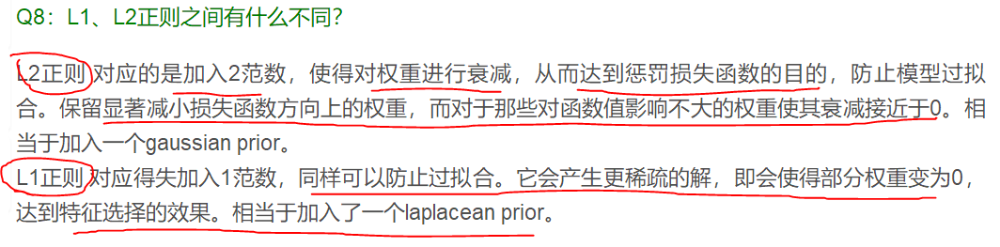 Q8：L1、L2正则之间有什么不同？
L2正则 对应的是加入2范数，使得对权重进行衰减，从而达到惩罚损失函数的目的，防止模型过拟
合。保留显著减小损失函数方向上的权重，而对于那些对函数值影响不大的权重使其衰减接近于0。相
当于加入一个gaussian prior。
L1正则 对应得失加入1范数，同样可以防止过拟合。它会产生更稀疏的解，即会使得部分权重变为0，
达到特征选择的效果。相当于加入了一个laplacean prior。